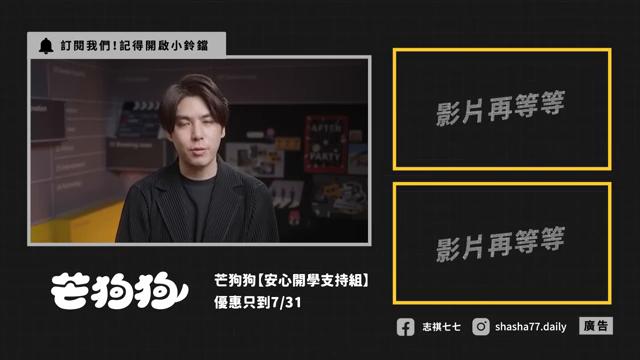 訂閱我們！記得開啟小鈴鐺
AFTER
PARTY
影片再等等
影片再等等
芒狗狗
芒狗狗【安心開學支持組】
優惠只到7/31
志祺七七
shasha77.daily
廣告